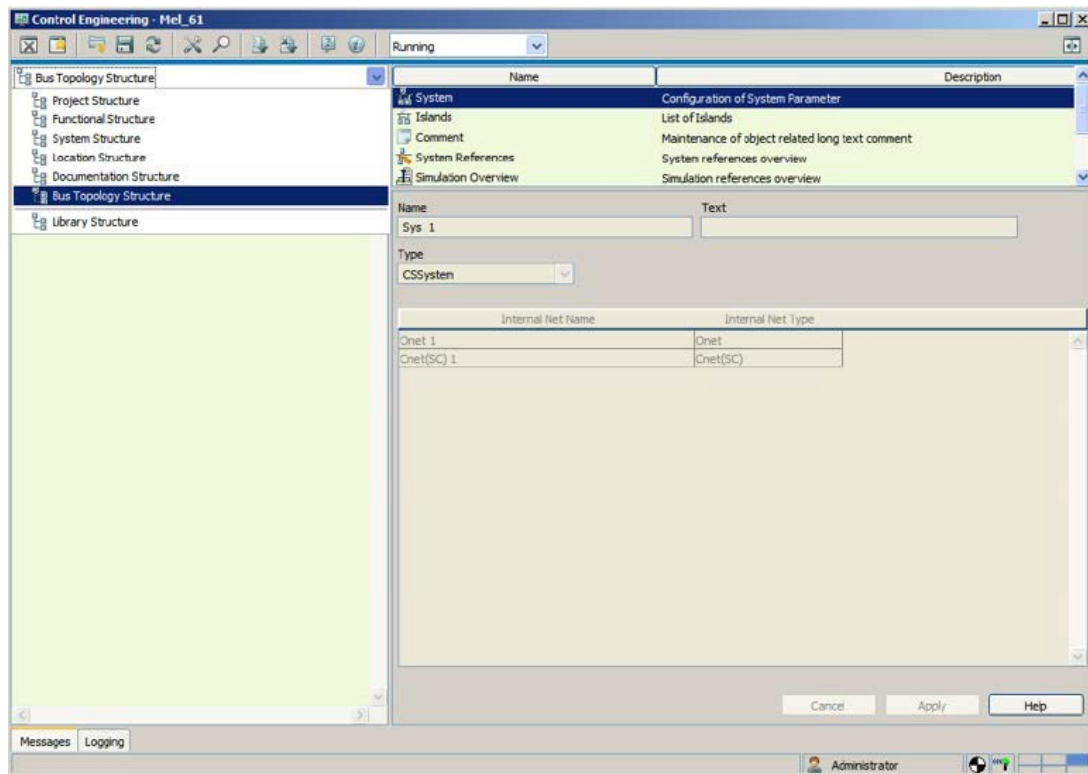 Control Engineering - Mel_61
Running
Bus Topology Structure
Project Structure
Functional Structure
System Structure
Location Structure
Documentation Structure
Bus Topology Structure
Library Structure
Name Description
System Configuration of System Parameter
Islands List of Islands
Comment Maintenance of object related long text comment
System References System references overview
Simulation Overview Simulation references overview
Name Text
Sys 1
Type
CSSystem
Internal Net Name Internal Net Type
Onet 1 Onet
Cnet(SC) 1 Cnet(SC)
Cancel Apply Help
Messages Logging
Administrator